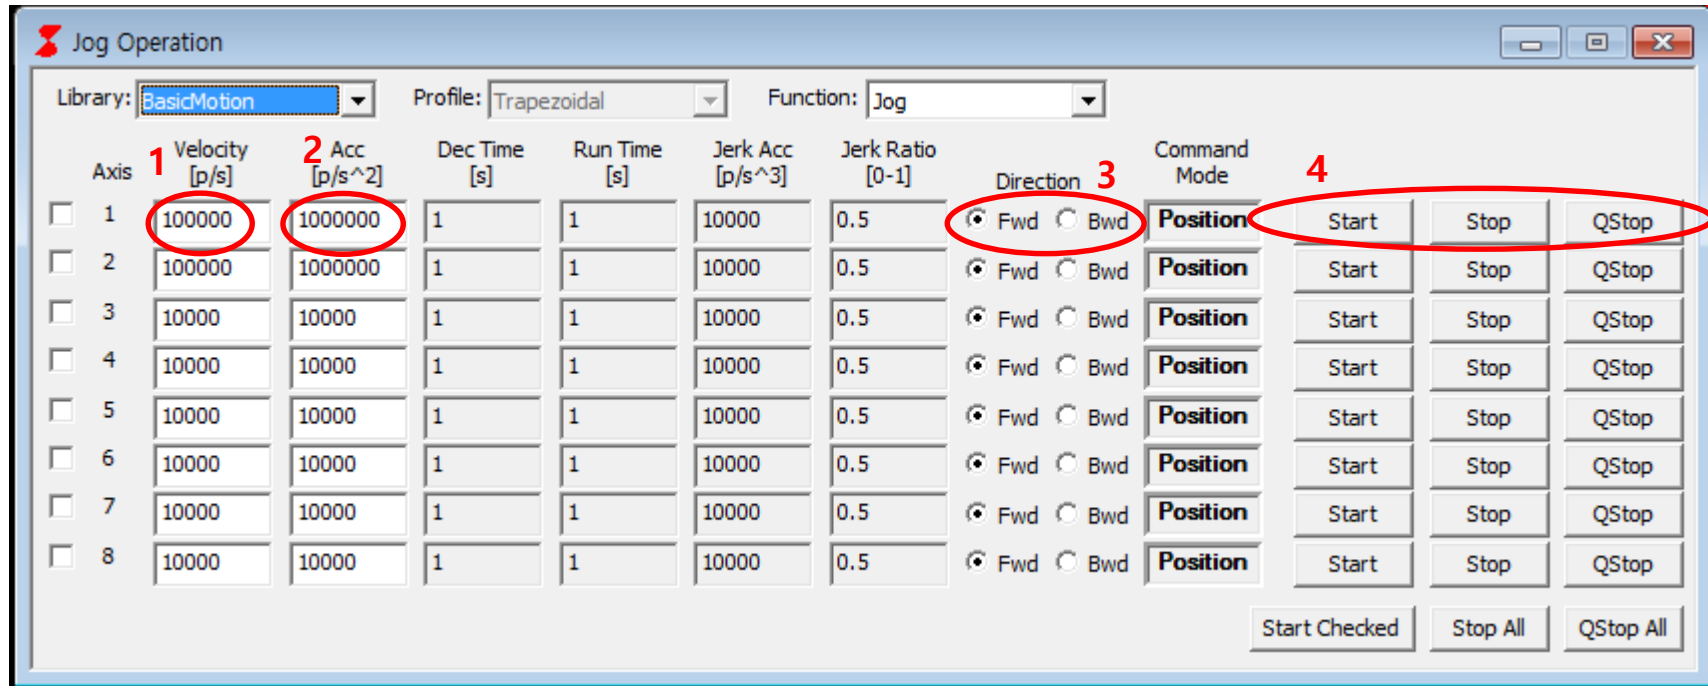 Jog Operation
Library: BasicMotion Profile: Trapezoidal Function: Jog
Axis 1 Velocity [p/s] 2 Acc [p/s^2] Dec Time [s] Run Time [s] Jerk Acc [p/s^3] Jerk Ratio [0-1] Direction 3 Command Mode 4
1 100000 1000000 1 1 10000 0.5 Fwd Bwd Position Start Stop QStop
2 100000 1000000 1 1 10000 0.5 Fwd Bwd Position Start Stop QStop
3 10000 10000 1 1 10000 0.5 Fwd Bwd Position Start Stop QStop
4 10000 10000 1 1 10000 0.5 Fwd Bwd Position Start Stop QStop
5 10000 10000 1 1 10000 0.5 Fwd Bwd Position Start Stop QStop
6 10000 10000 1 1 10000 0.5 Fwd Bwd Position Start Stop QStop
7 10000 10000 1 1 10000 0.5 Fwd Bwd Position Start Stop QStop
8 10000 10000 1 1 10000 0.5 Fwd Bwd Position Start Stop QStop
Start Checked Stop All QStop All